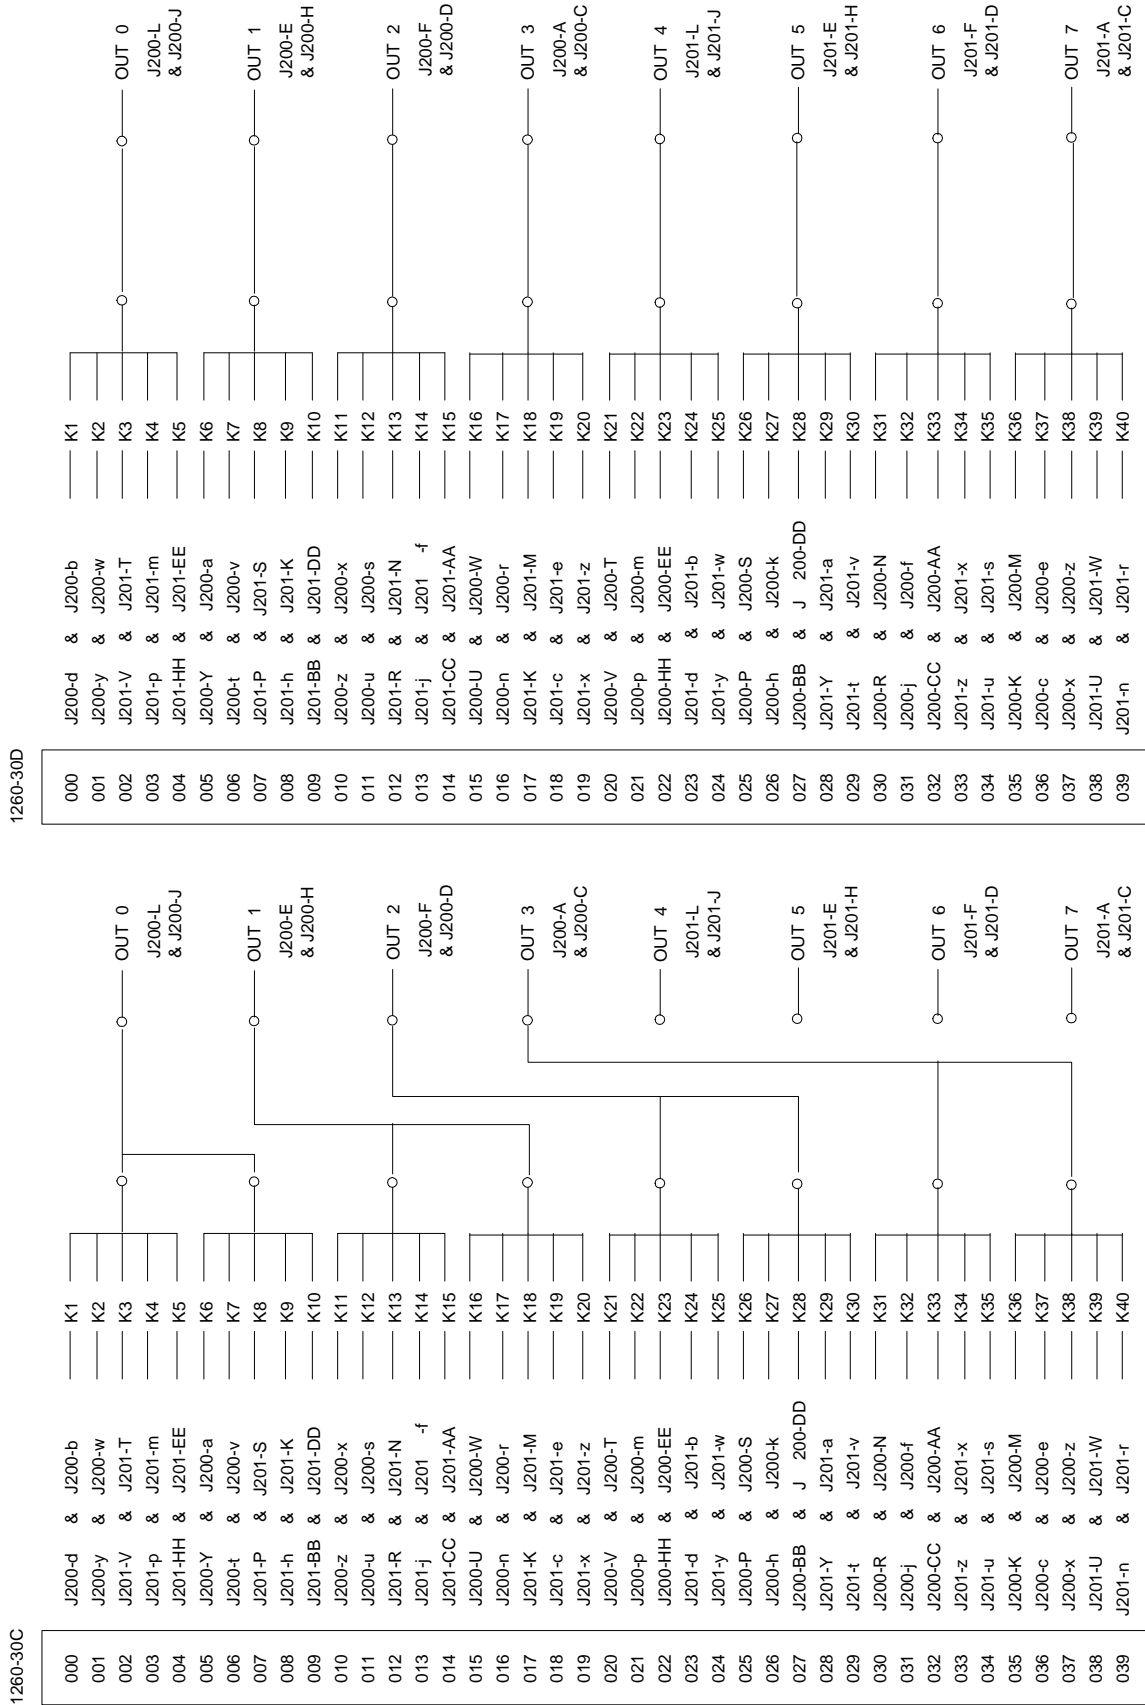 1260-30C
000 J200-d & J200-b K1
001 J200-y & J200-w K2
002 J201-V & J201-T K3
003 J201-p & J201-m K4
004 J201-HH & J201-EE K5
005 J200-Y & J200-a K6
006 J200-t & J200-v K7
007 J201-P & J201-S K8
008 J201-h & J201-K K9
009 J201-BB & J201-DD K10
010 J200-z & J200-x K11
011 J200-u & J200-s K12
012 J201-R & J201-N K13
013 J201-j & J201 -f K14
014 J201-CC & J201-AA K15
015 J200-U & J200-W K16
016 J200-n & J200-r K17
017 J201-K & J201-M K18
018 J201-c & J201-e K19
019 J201-x & J201-z K20
020 J200-V & J200-T K21
021 J200-p & J200-m K22
022 J200-HH & J200-EE K23
023 J201-d & J201-b K24
024 J201-y & J201-w K25
025 J200-P & J200-S K26
026 J200-h & J200-k K27
027 J200-BB & J 200-DD K28
028 J201-Y & J201-a K29
029 J201-t & J201-v K30
030 J200-R & J200-N K31
031 J200-j & J200-f K32
032 J200-CC & J200-AA K33
033 J201-z & J201-x K34
034 J201-u & J201-s K35
035 J200-K & J200-M K36
036 J200-c & J200-e K37
037 J200-x & J200-z K38
038 J201-U & J201-W K39
039 J201-n & J201-r K40
OUT 0
J200-L
& J200-J
OUT 1
J200-E
& J200-H
OUT 2
J200-F
& J200-D
OUT 3
J200-A
& J200-C
OUT 4
J201-L
& J201-J
OUT 5
J201-E
& J201-H
OUT 6
J201-F
& J201-D
OUT 7
J201-A
& J201-C
1260-30D
000 J200-d & J200-b K1
001 J200-y & J200-w K2
002 J201-V & J201-T K3
003 J201-p & J201-m K4
004 J201-HH & J201-EE K5
005 J200-Y & J200-a K6
006 J200-t & J200-v K7
007 J201-P & J201-S K8
008 J201-h & J201-K K9
009 J201-BB & J201-DD K10
010 J200-z & J200-x K11
011 J200-u & J200-s K12
012 J201-R & J201-N K13
013 J201-j & J201 -f K14
014 J201-CC & J201-AA K15
015 J200-U & J200-W K16
016 J200-n & J200-r K17
017 J201-K & J201-M K18
018 J201-c & J201-e K19
019 J201-x & J201-z K20
020 J200-V & J200-T K21
021 J200-p & J200-m K22
022 J200-HH & J200-EE K23
023 J201-d & J201-b K24
024 J201-y & J201-w K25
025 J200-P & J200-S K26
026 J200-h & J200-k K27
027 J200-BB & J 200-DD K28
028 J201-Y & J201-a K29
029 J201-t & J201-v K30
030 J200-R & J200-N K31
031 J200-j & J200-f K32
032 J200-CC & J200-AA K33
033 J201-z & J201-x K34
034 J201-u & J201-s K35
035 J200-K & J200-M K36
036 J200-c & J200-e K37
037 J200-x & J200-z K38
038 J201-U & J201-W K39
039 J201-n & J201-r K40
OUT 0
J200-L
& J200-J
OUT 1
J200-E
& J200-H
OUT 2
J200-F
& J200-D
OUT 3
J200-A
& J200-C
OUT 4
J201-L
& J201-J
OUT 5
J201-E
& J201-H
OUT 6
J201-F
& J201-D
OUT 7
J201-A
& J201-C